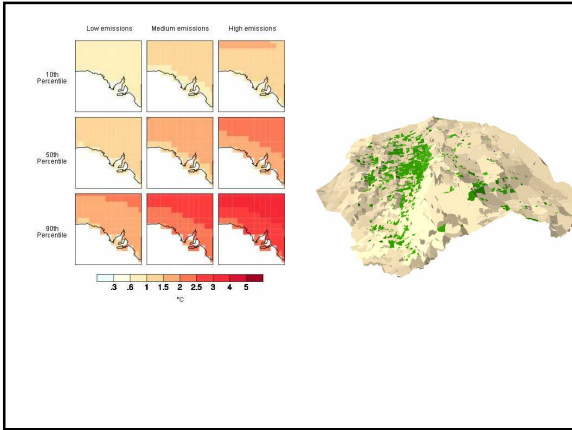 Low emissions Medium emissions High emissions
10th
Percentile
50th
Percentile
90th
Percentile
.3 .6 1 1.5 2 2.5 3 4 5
°C